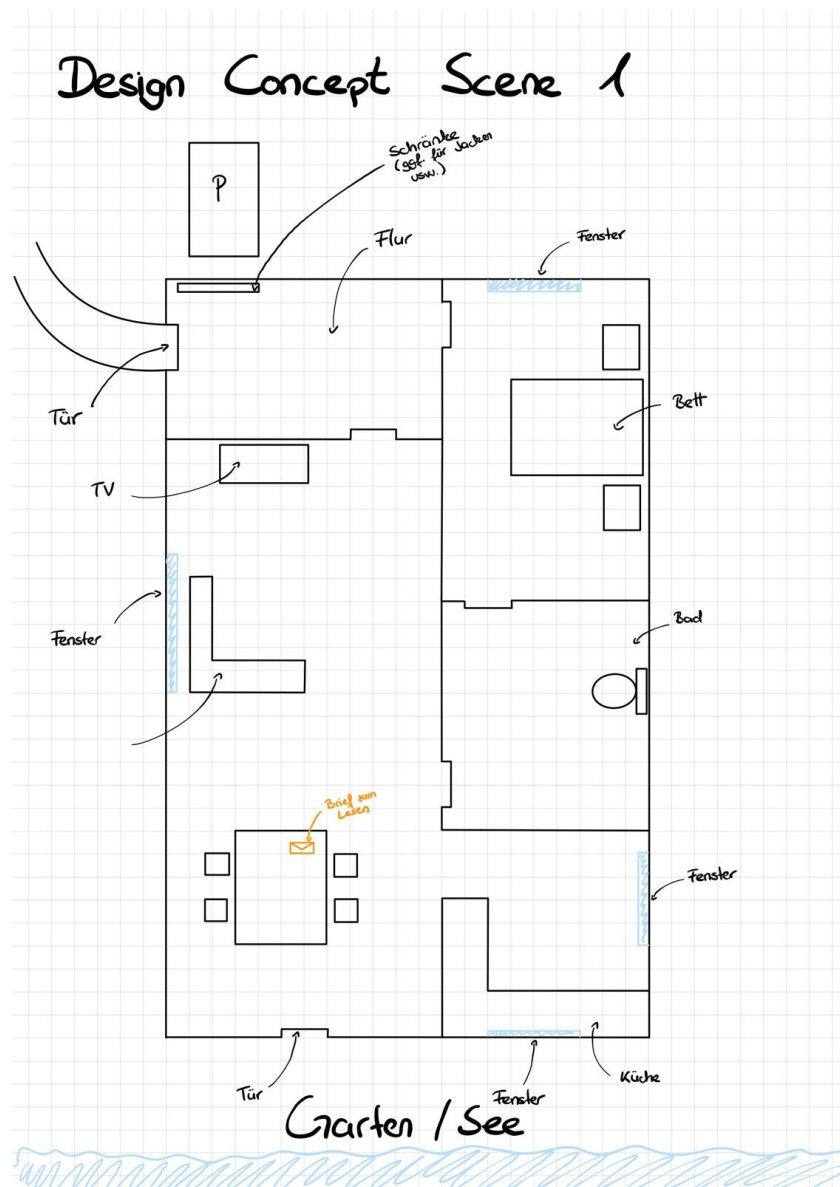 Design Concept Scene 1
Schränke
(ggf. für Jacken
usw.)
P
Flur
Fenster
Tür
Bett
TV
Fenster
Bad
Brief zum
Lesen
Fenster
Tür
Fenster
Küche
Garten / See